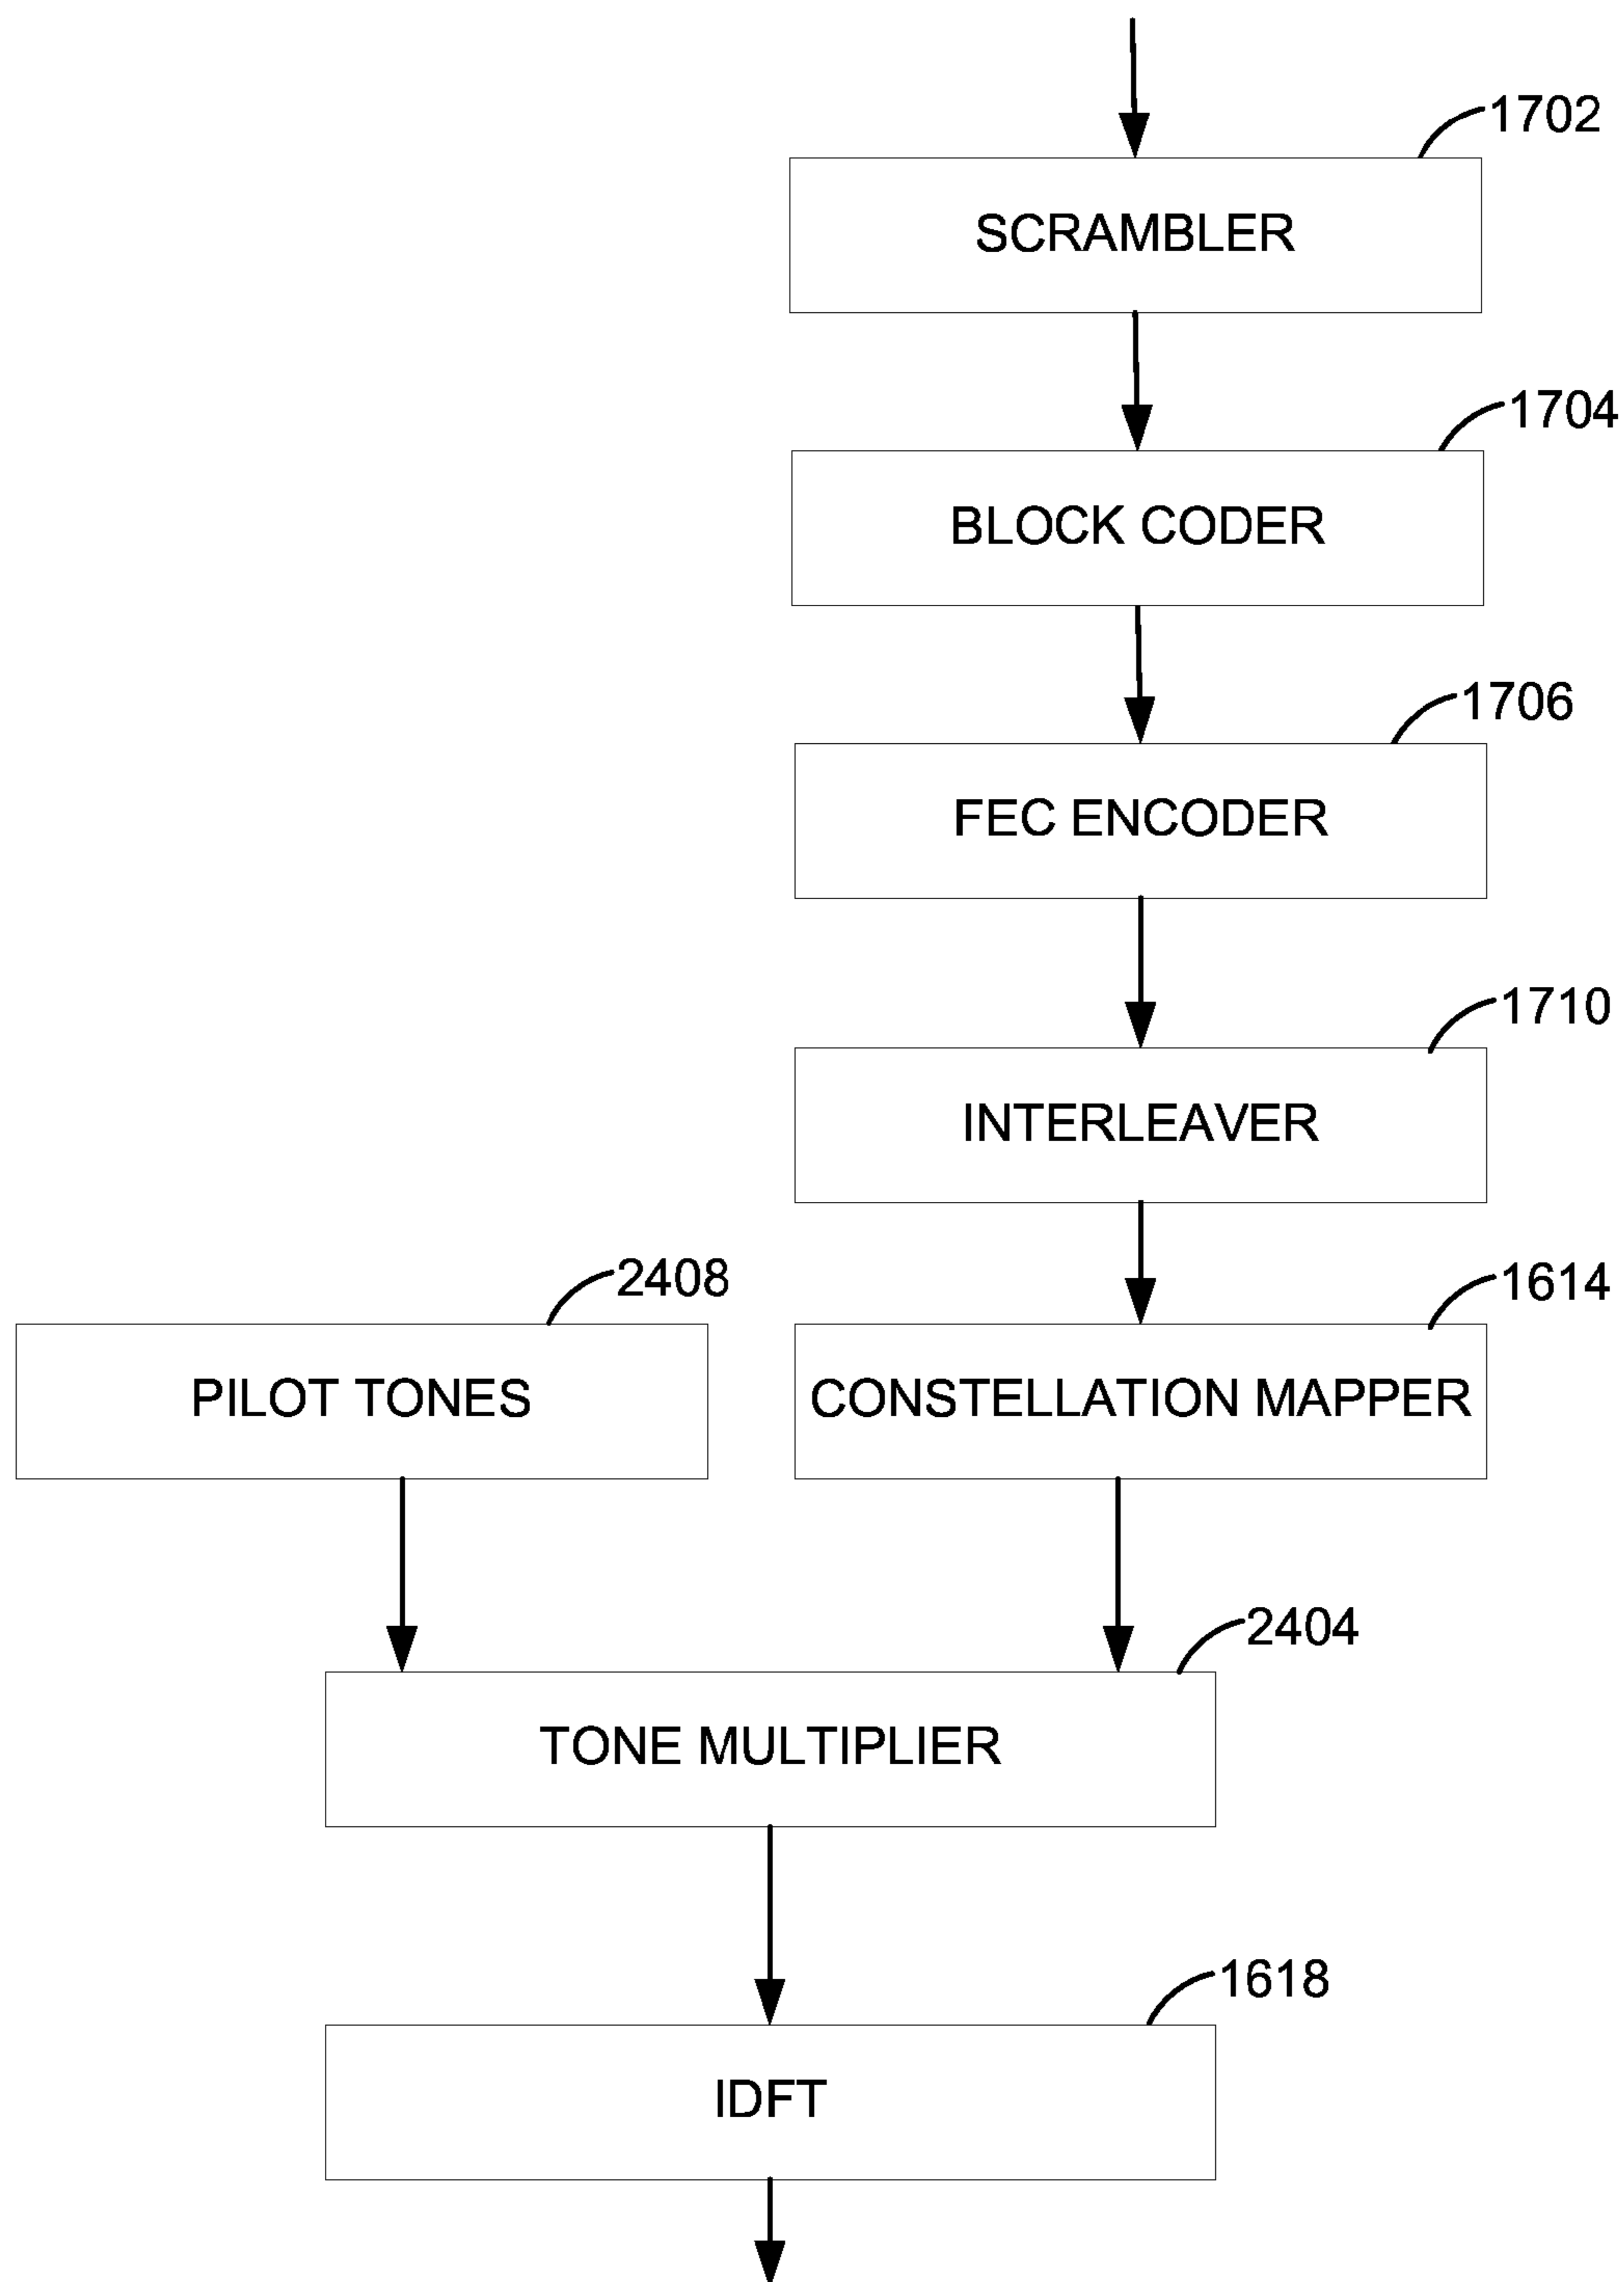 1702
SCRAMBLER
1704
BLOCK CODER
1706
FEC ENCODER
1710
INTERLEAVER
2408
1614
PILOT TONES
CONSTELLATION MAPPER
2404
TONE MULTIPLIER
1618
IDFT